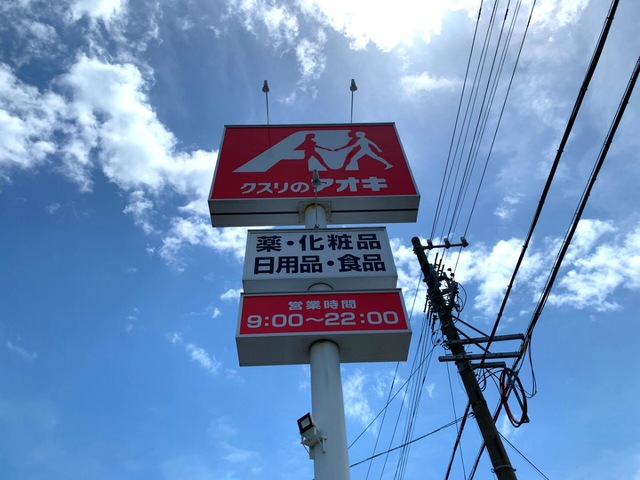 クスリのアオキ
薬・化粧品
日用品・食品
営業時間
9:00～22:00